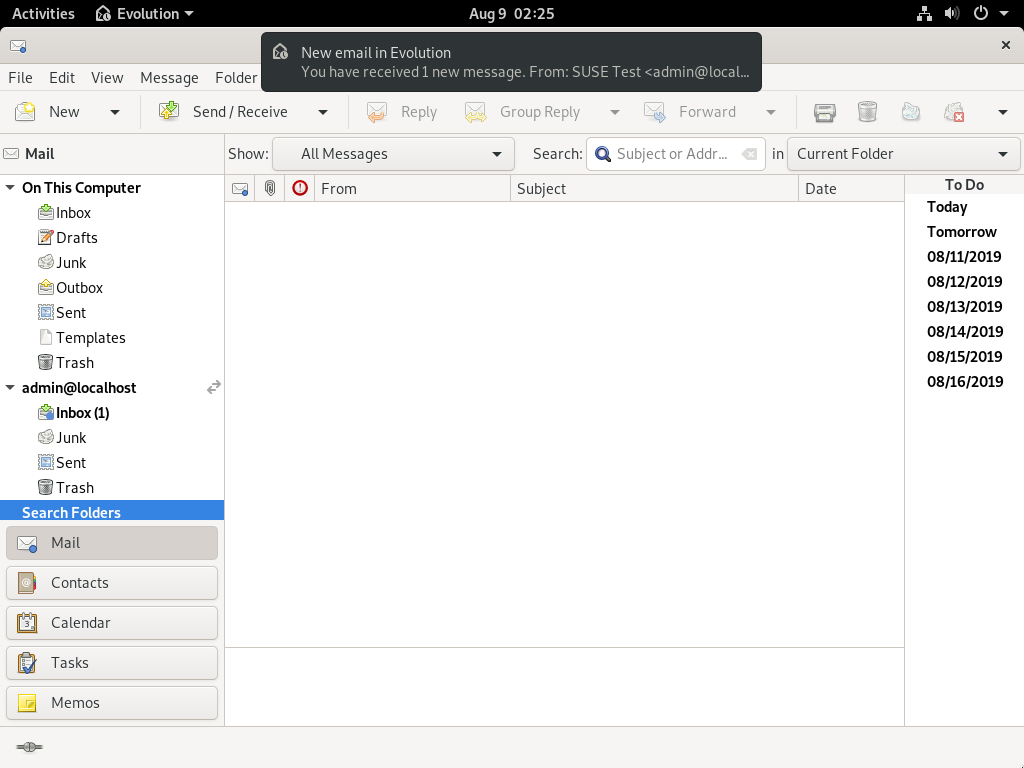 Activities
Evolution
Aug 9 02:25
New email in Evolution
You have received 1 new message. From: SUSE Test <admin@local...
File Edit View Message Folder
New
Send / Receive
Reply
Group Reply
Forward
Mail
Show:
All Messages
Search:
Subject or Addr...
in
Current Folder
On This Computer
Inbox
Drafts
Junk
Outbox
Sent
Templates
Trash
admin@localhost
Inbox (1)
Junk
Sent
Trash
Search Folders
Mail
Contacts
Calendar
Tasks
Memos
From
Subject
Date
To Do
Today
Tomorrow
08/11/2019
08/12/2019
08/13/2019
08/14/2019
08/15/2019
08/16/2019